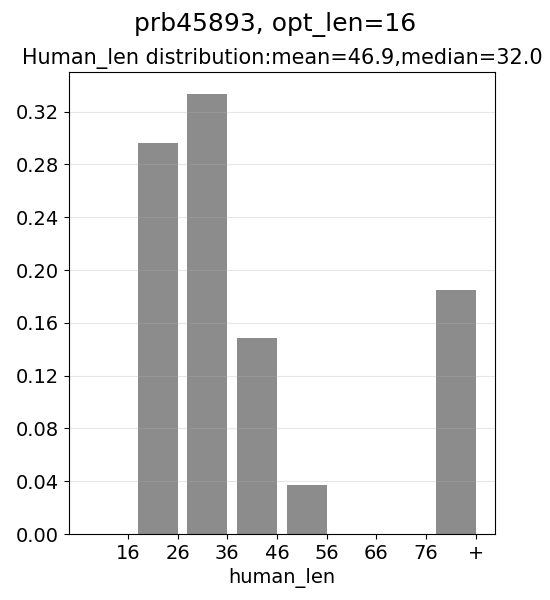 prb45893, opt_len=16
Human_len distribution:mean=46.9,median=32.0
0.32
0.28
0.24
0.20
0.16
0.12
0.08
0.04
0.00
16 26 36 46 56 66 76 +
human_len